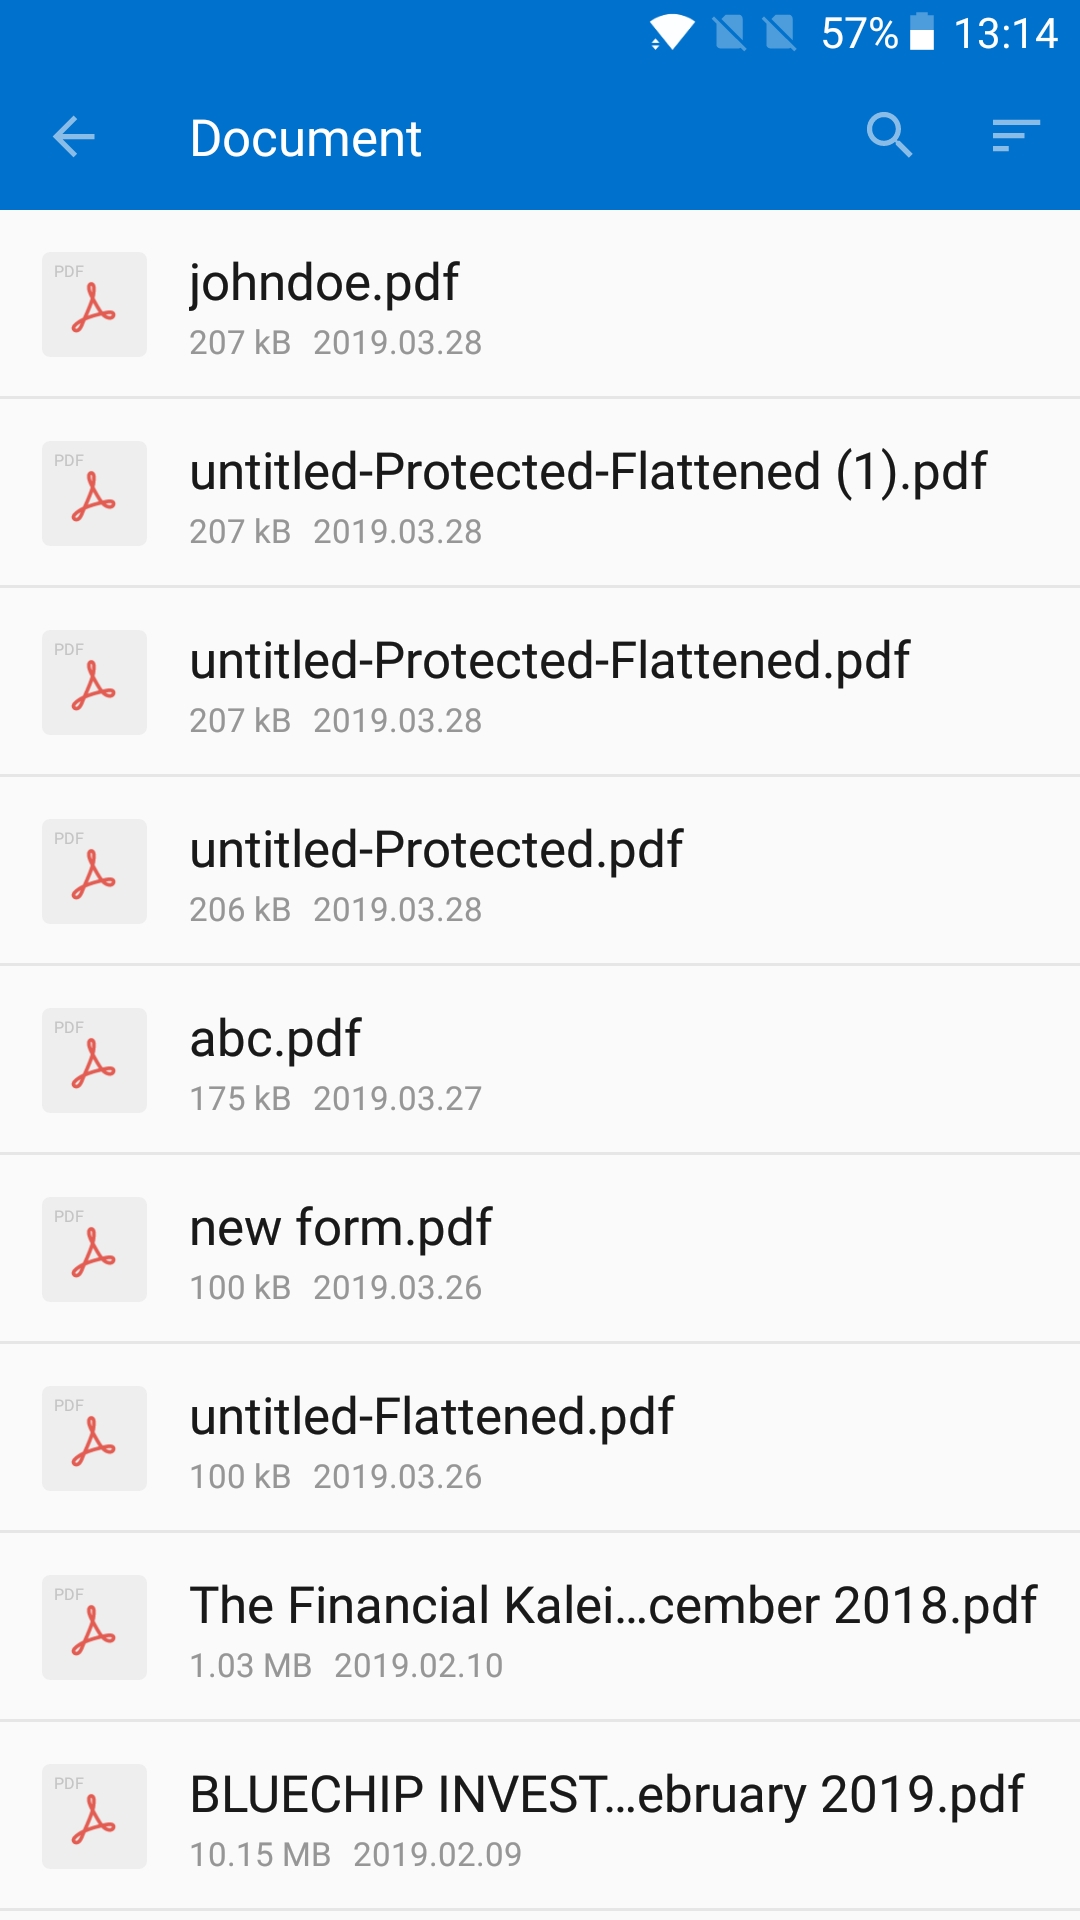 57% 13:14
Document
PDF
johndoe.pdf
207 kB 2019.03.28
PDF
untitled-Protected-Flattened (1).pdf
207 kB 2019.03.28
PDF
untitled-Protected-Flattened.pdf
207 kB 2019.03.28
PDF
untitled-Protected.pdf
206 kB 2019.03.28
PDF
abc.pdf
175 kB 2019.03.27
PDF
new form.pdf
100 kB 2019.03.26
PDF
untitled-Flattened.pdf
100 kB 2019.03.26
PDF
The Financial Kalei...cember 2018.pdf
1.03 MB 2019.02.10
PDF
BLUECHIP INVEST...ebruary 2019.pdf
10.15 MB 2019.02.09